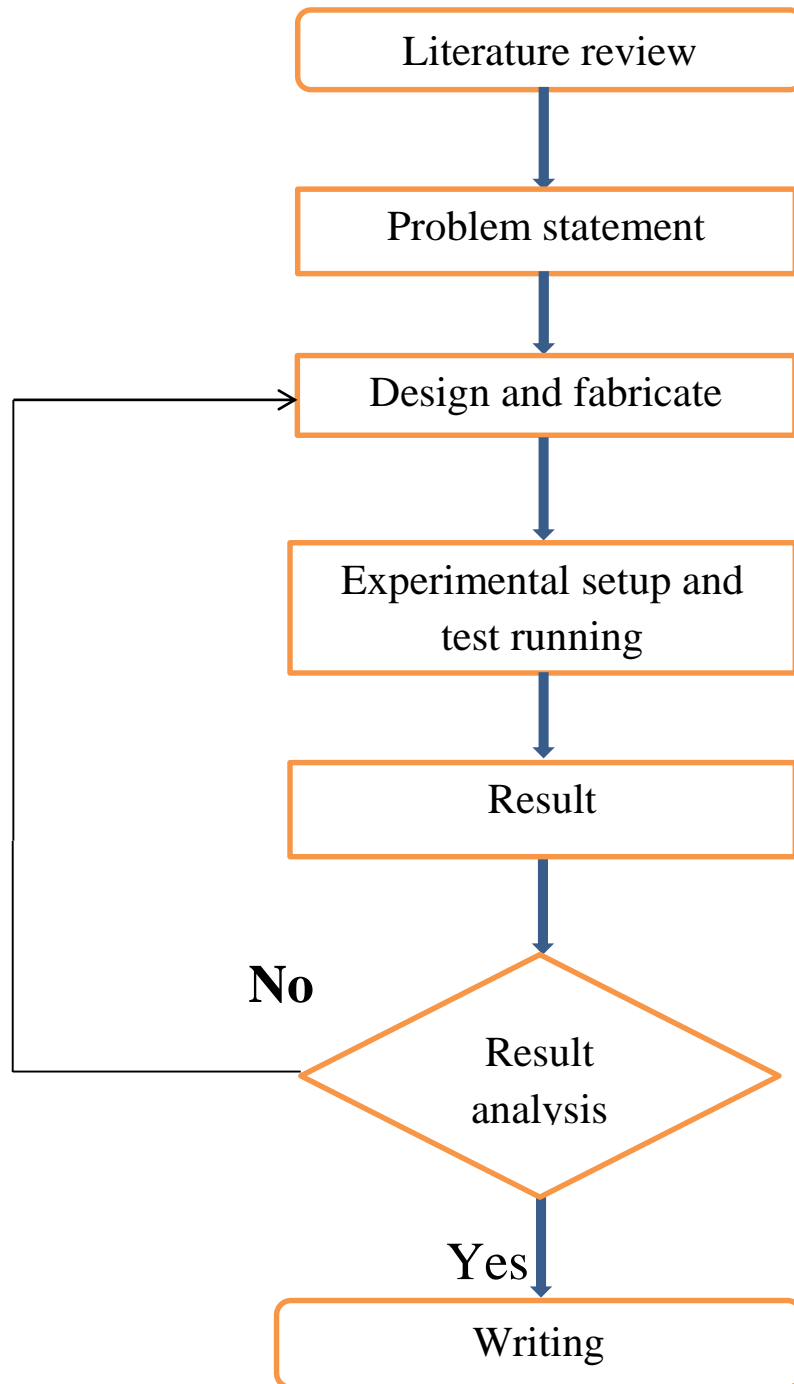 Literature review
Problem statement
Design and fabricate
Experimental setup and
test running
Result
No
Result
analysis
Yes
Writing